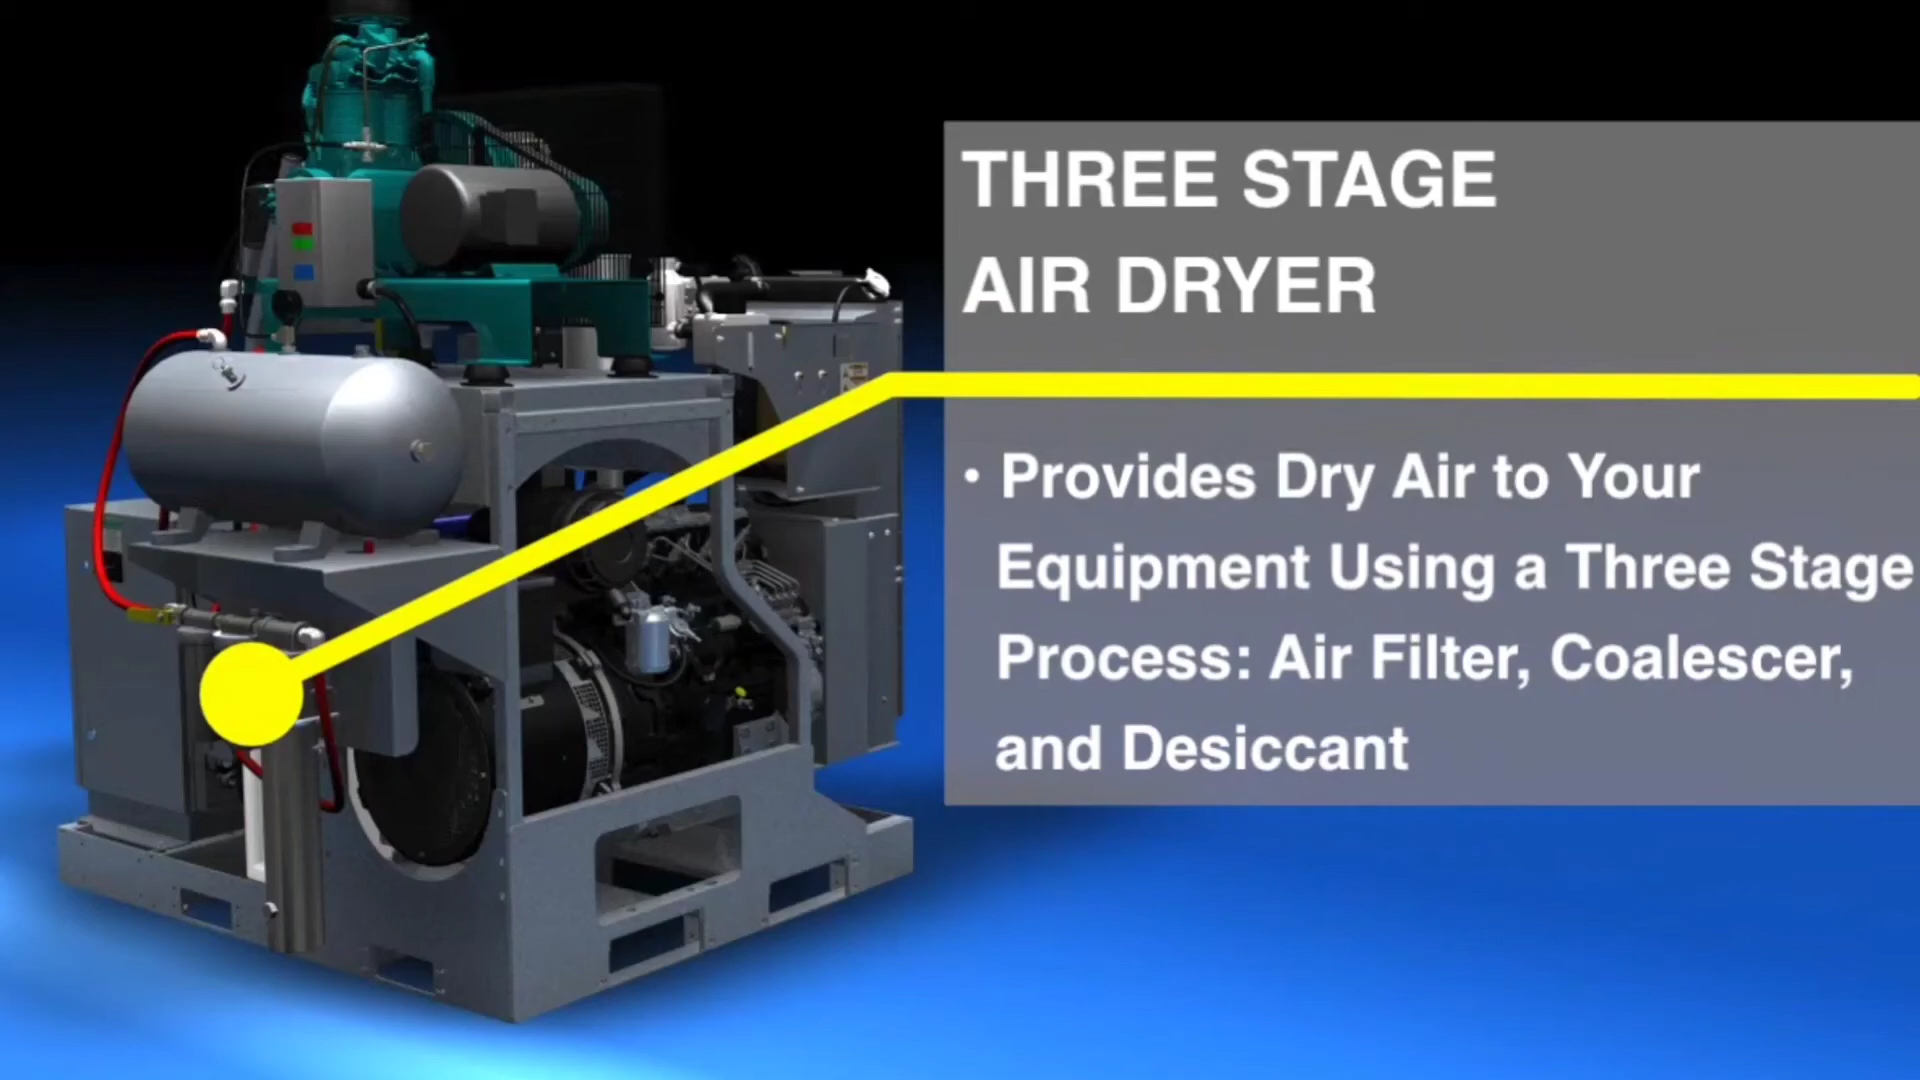 THREE STAGE
AIR DRYER
• Provides Dry Air to Your
Equipment Using a Three Stage
Process: Air Filter, Coalescer,
and Desiccant